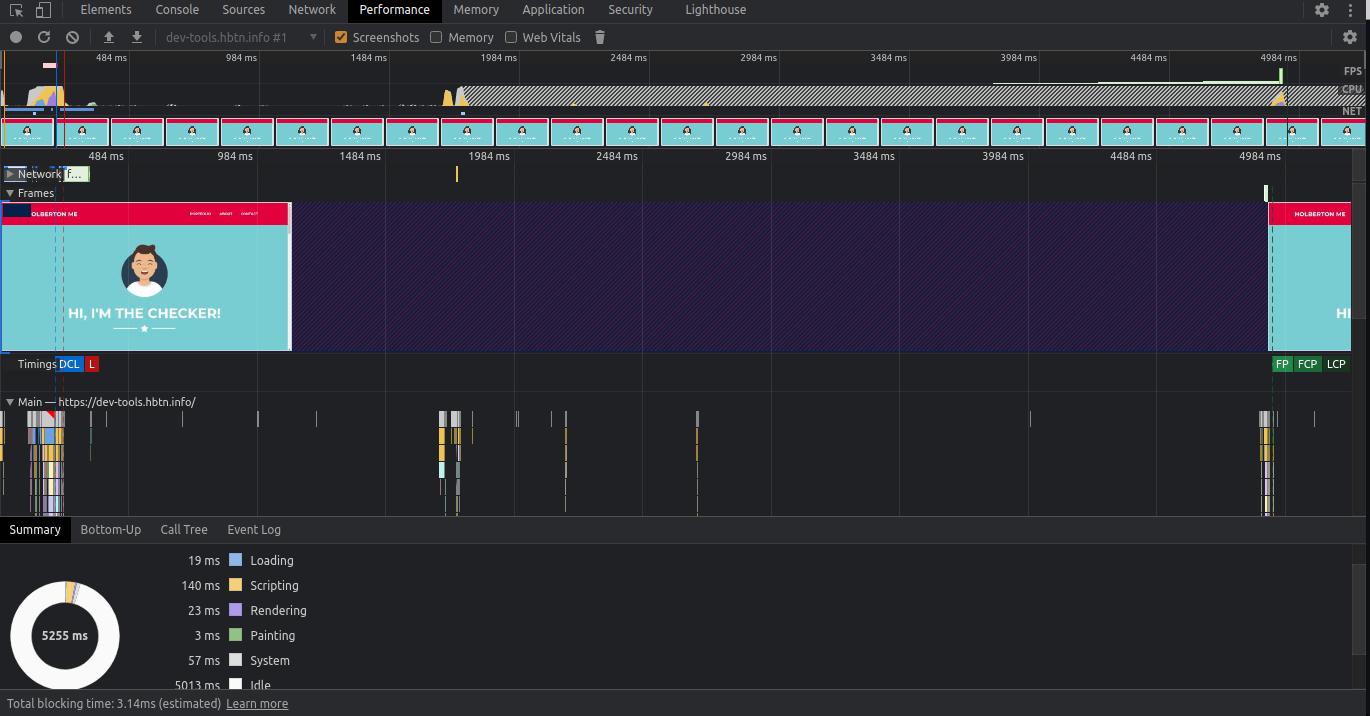 Elements Console Sources Network Performance Memory Application Security Lighthouse
dev-tools.hbtn.info #1 Screenshots Memory Web Vitals
484 ms 984 ms 1484 ms 1984 ms 2484 ms 2984 ms 3484 ms 3984 ms 4484 ms 4984 ms
FPS
CPU
NET
484 ms 984 ms 1484 ms 1984 ms 2484 ms 2984 ms 3484 ms 3984 ms 4484 ms 4984 ms
Network f...
Frames
HOLBERTON ME PORTFOLIO ABOUT CONTACT HOLBERTON ME
HI, I'M THE CHECKER! HI
Timings DCL L FP FCP LCP
Main — https://dev-tools.hbtn.info/
Summary Bottom-Up Call Tree Event Log
19 ms Loading
140 ms Scripting
23 ms Rendering
5255 ms
3 ms Painting
57 ms System
5013 ms Idle
Total blocking time: 3.14ms (estimated) Learn more